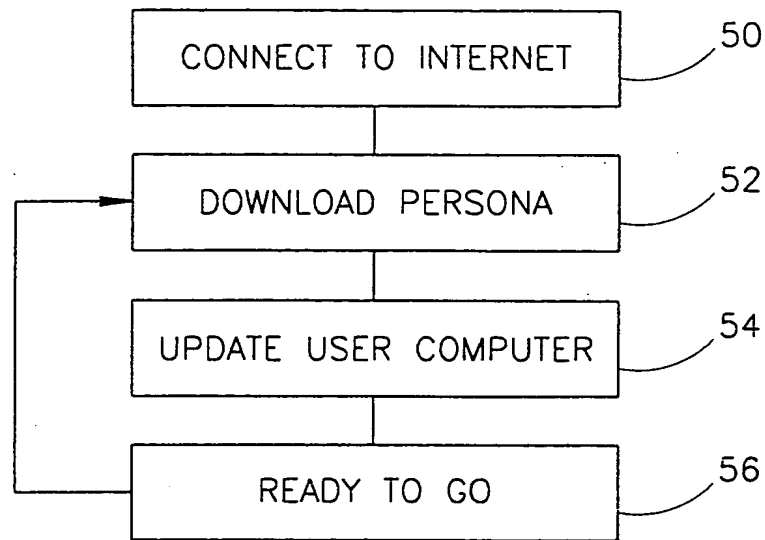 CONNECT TO INTERNET
50
DOWNLOAD PERSONA
52
UPDATE USER COMPUTER
54
READY TO GO
56